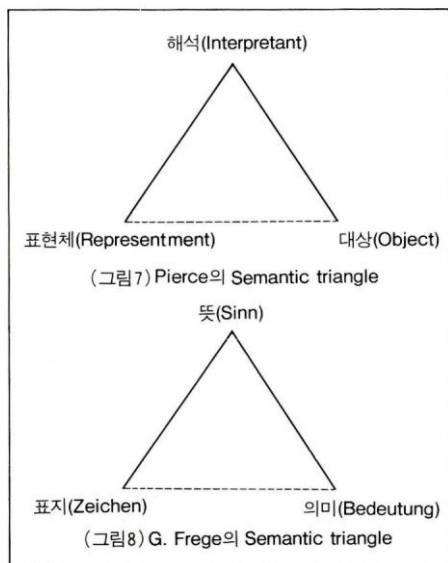 해석(Interpretant)
표현체(Representment) 대상(Object)
(그림7) Pierce의 Semantic triangle
뜻(Sinn)
표지(Zeichen) 의미(Bedeutung)
(그림8) G. Frege의 Semantic triangle